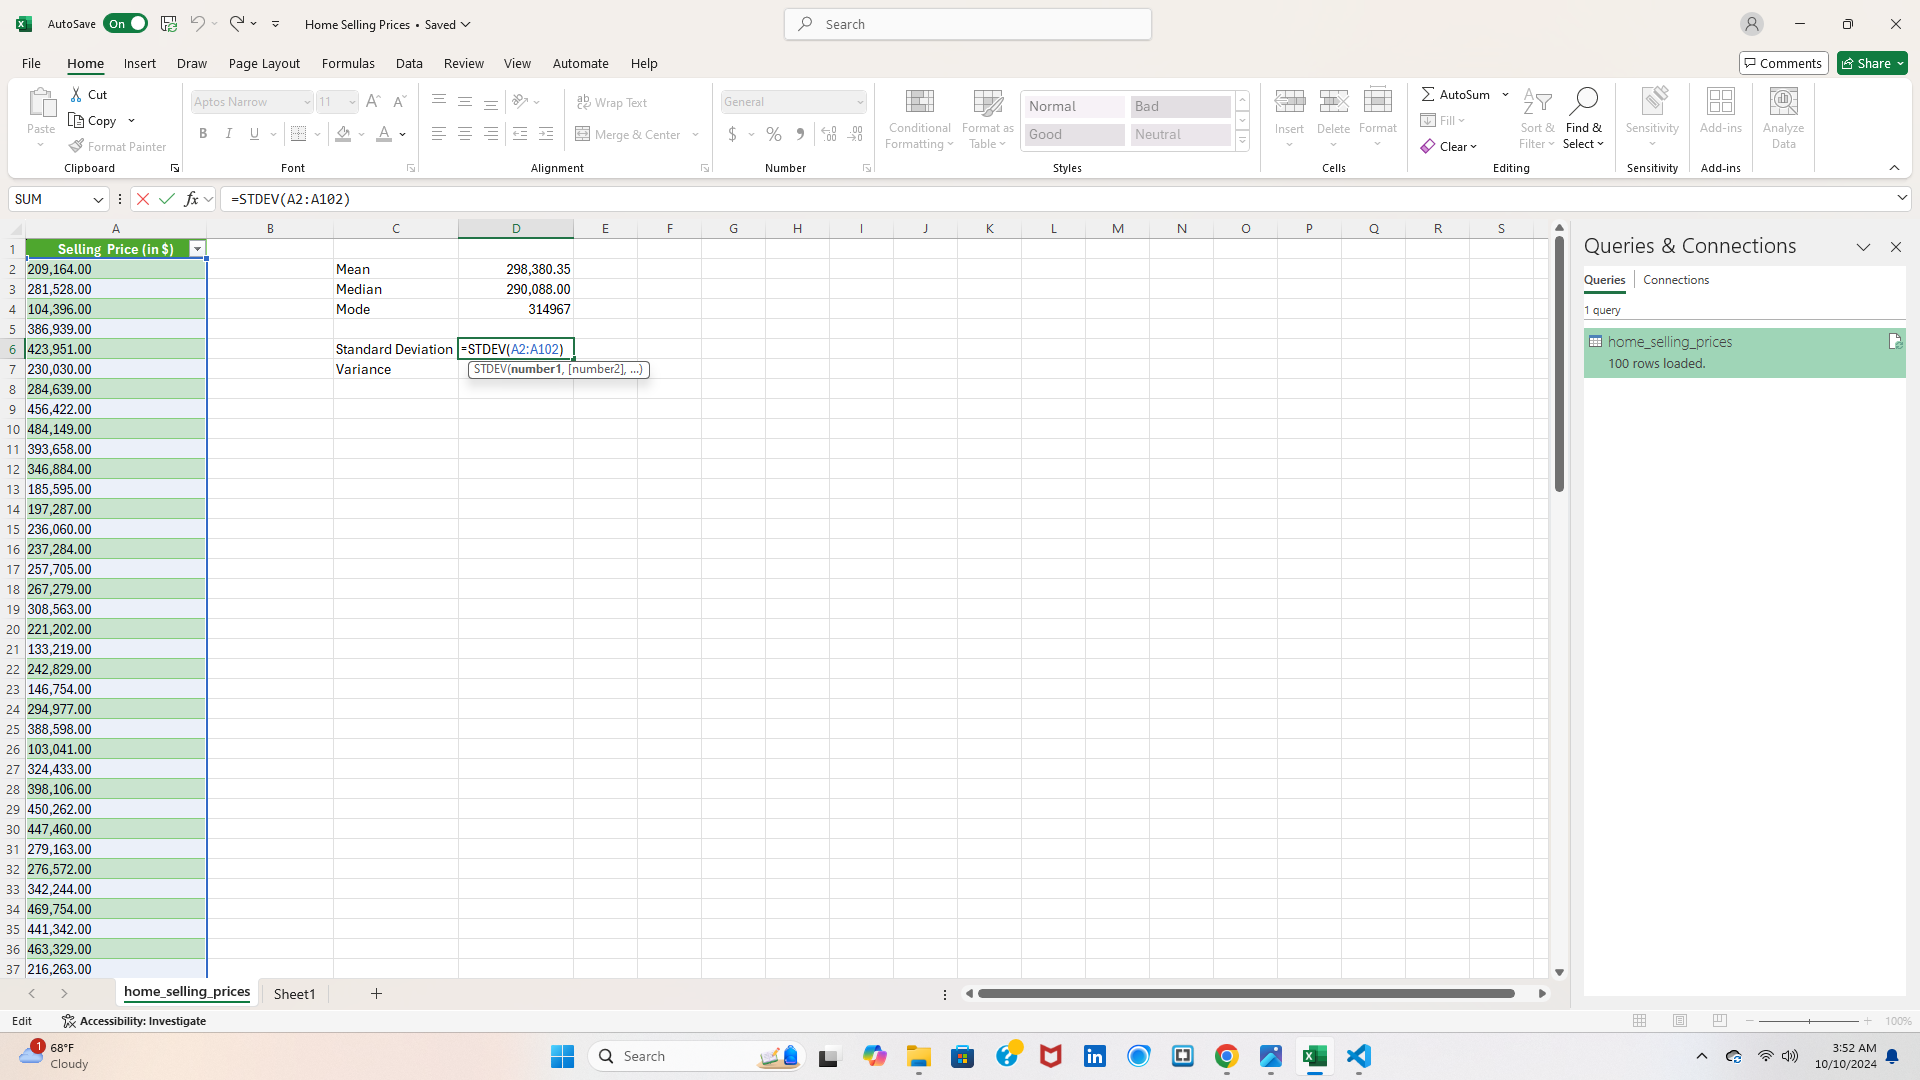 AutoSave On Home Selling Prices • Saved Search
File Home Insert Draw Page Layout Formulas Data Review View Automate Help Comments Share
Paste Cut Copy Format Painter Clipboard
Aptos Narrow 11 B I U A Font
Wrap Text Merge & Center Alignment
General $ % Number
Conditional Formatting Format as Table Normal Bad Good Neutral Styles
Insert Delete Format Cells
AutoSum Fill Clear Sort & Filter Find & Select Editing
Sensitivity Sensitivity
Add-ins Add-ins
Analyze Data
SUM fx =STDEV(A2:A102)
A B C D E F G H I J K L M N O P Q R S
1 Selling Price (in $)
2 209,164.00 Mean 298,380.35
3 281,528.00 Median 290,088.00
4 104,396.00 Mode 314967
5 386,939.00
6 423,951.00 Standard Deviation =STDEV(A2:A102)
7 230,030.00 Variance STDEV(number1, [number2], ...)
8 284,639.00
9 456,422.00
10 484,149.00
11 393,658.00
12 346,884.00
13 185,595.00
14 197,287.00
15 236,060.00
16 237,284.00
17 257,705.00
18 267,279.00
19 308,563.00
20 221,202.00
21 133,219.00
22 242,829.00
23 146,754.00
24 294,977.00
25 388,598.00
26 103,041.00
27 324,433.00
28 398,106.00
29 450,262.00
30 447,460.00
31 279,163.00
32 276,572.00
33 342,244.00
34 469,754.00
35 441,342.00
36 463,329.00
37 216,263.00
Queries & Connections
Queries Connections
1 query
home_selling_prices
100 rows loaded.
home_selling_prices Sheet1
Edit Accessibility: Investigate 100%
1 68°F
Cloudy
Search
3:52 AM
10/10/2024